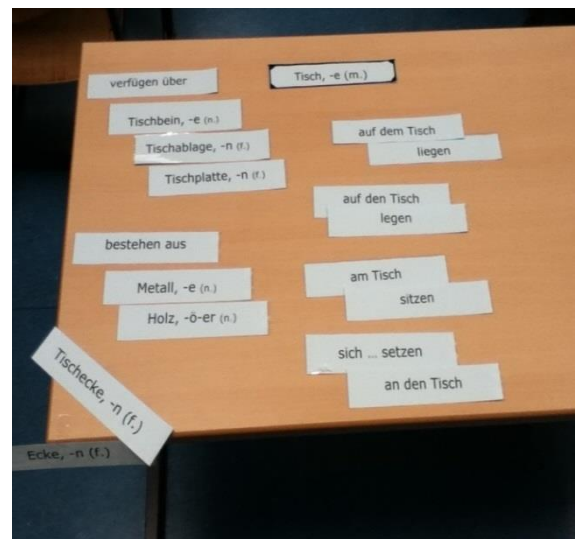 Tisch, -e (m.)
verfügen über
Tischbein, -e (n.)
Tischablage, -n (f.)
Tischplatte, -n (f.)
bestehen aus
Metall, -e (n.)
Holz, -ö-er (n.)
Tischecke, -n (f.)
Ecke, -n (f.)
auf dem Tisch
liegen
auf den Tisch
legen
am Tisch
sitzen
sich ... setzen
an den Tisch